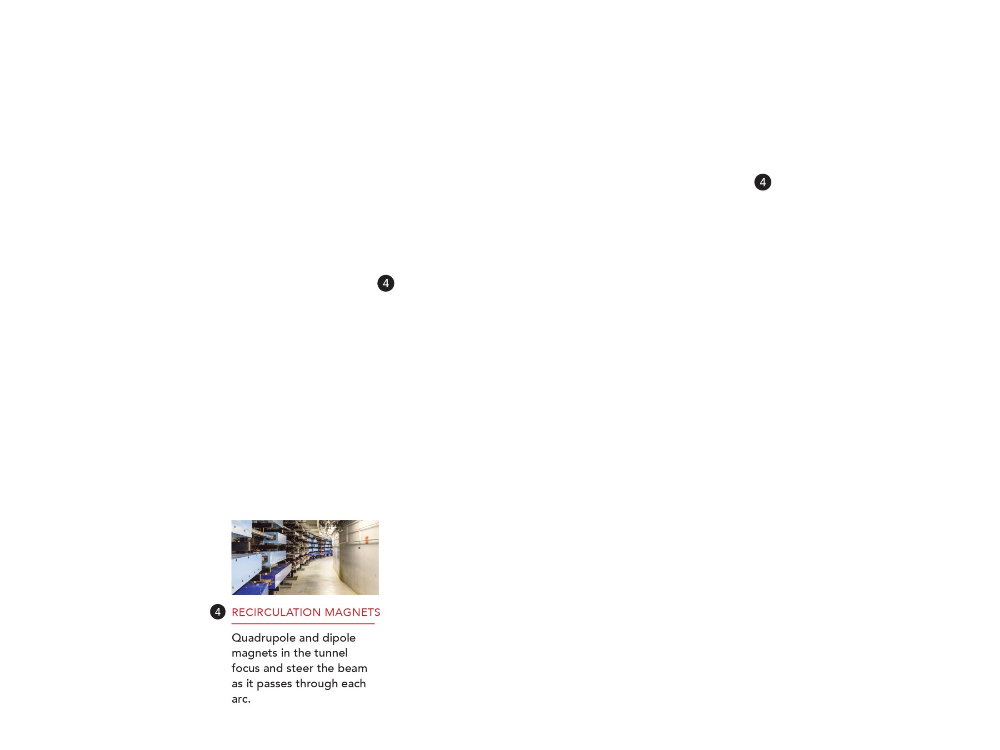 4
4
4 RECIRCULATION MAGNETS
Quadrupole and dipole
magnets in the tunnel
focus and steer the beam
as it passes through each
arc.